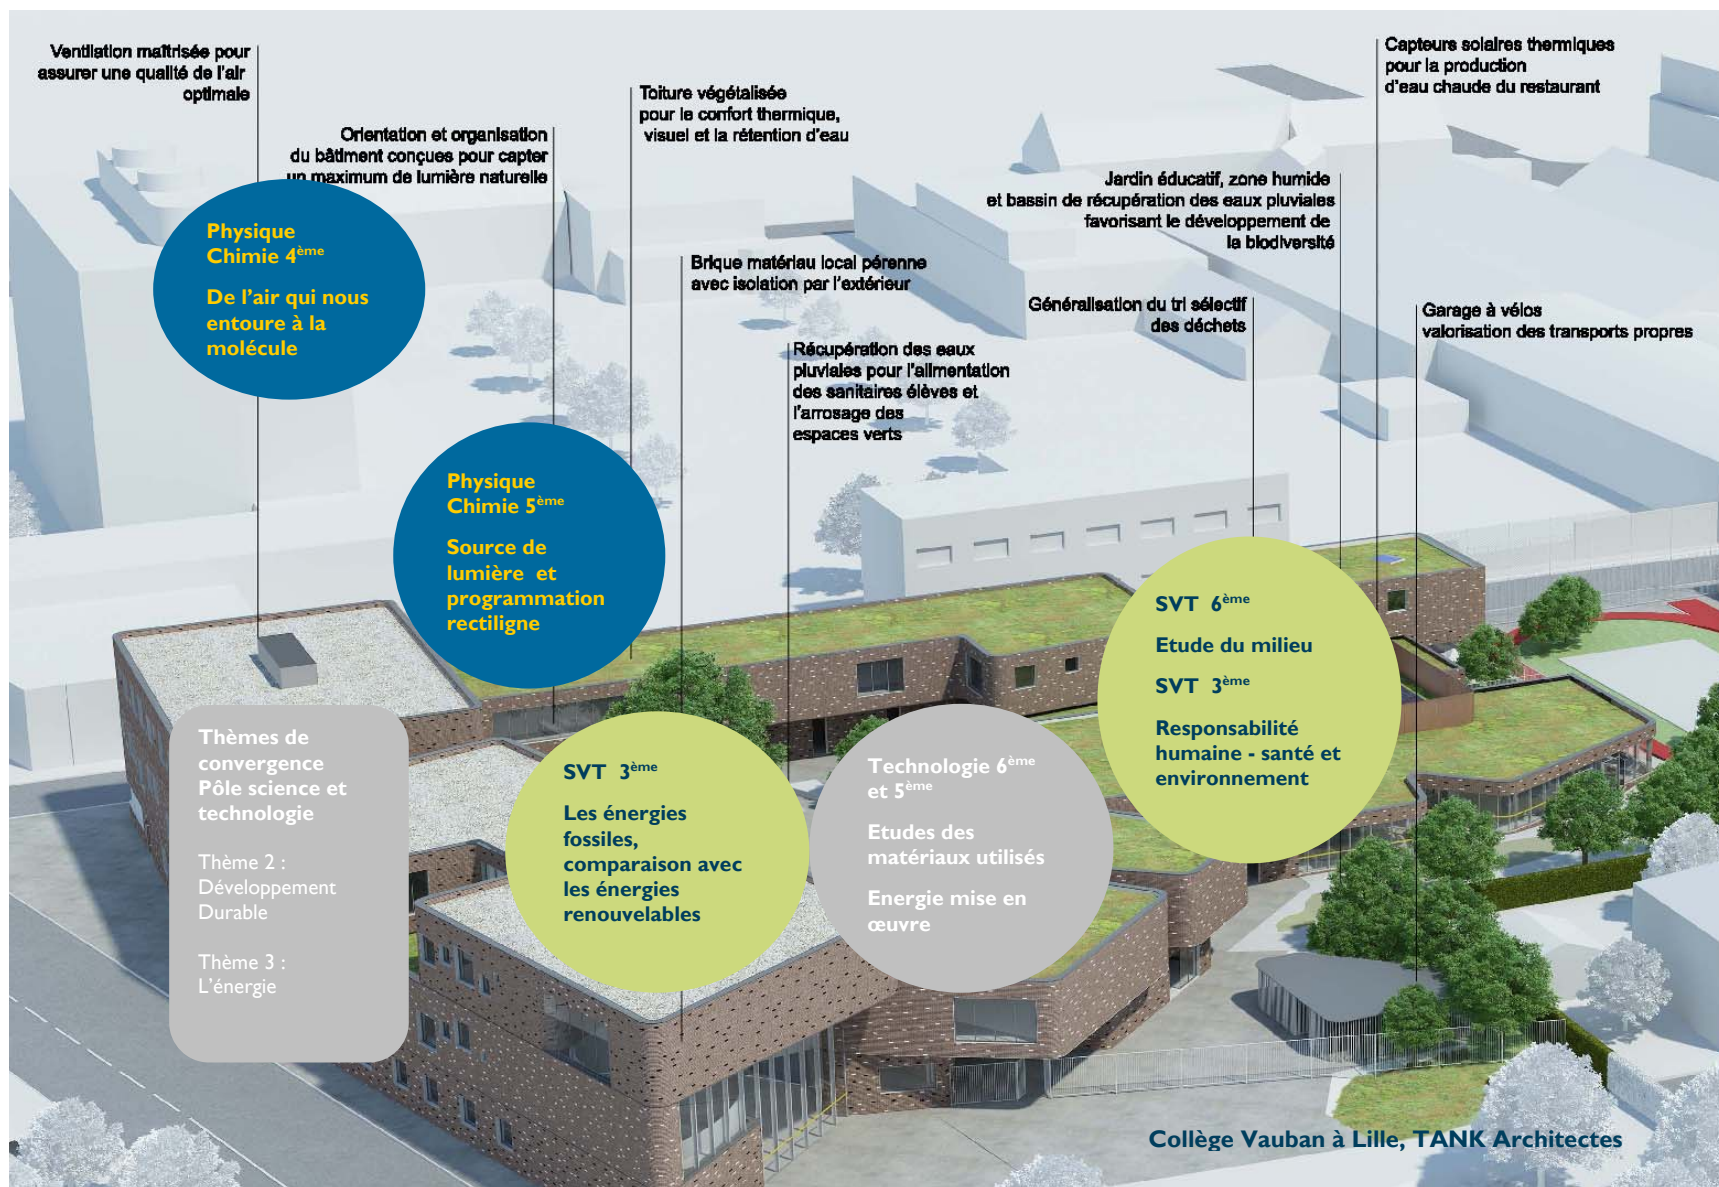 Ventilation maîtrisée pour
assurer une qualité de l'air
optimale
Orientation et organisation
du bâtiment conçues pour capter
un maximum de lumière naturelle
Toiture végétalisée
pour le confort thermique,
visuel et la rétention d'eau
Brique matériau local pérenne
avec isolation par l'extérieur
Récupération des eaux
pluviales pour l'alimentation
des sanitaires élèves et
l'arrosage des
espaces verts
Capteurs solaires thermiques
pour la production
d'eau chaude du restaurant
Jardin éducatif, zone humide
et bassin de récupération des eaux pluviales
favorisant le développement de
la biodiversité
Généralisation du tri sélectif
des déchets
Garage à vélos
valorisation des transports propres
Physique
Chimie 4ème
De l'air qui nous
entoure à la
molécule
Physique
Chimie 5ème
Source de
lumière et
programmation
rectiligne
Thèmes de
convergence
Pôle science et
technologie
Thème 2 :
Développement
Durable
Thème 3 :
L'énergie
SVT 3ème
Les énergies
fossiles,
comparaison avec
les énergies
renouvelables
Technologie 6ème
et 5ème
Etudes des
matériaux utilisés
Energie mise en
œuvre
SVT 6ème
Etude du milieu
SVT 3ème
Responsabilité
humaine - santé et
environnement
Collège Vauban à Lille, TANK Architectes